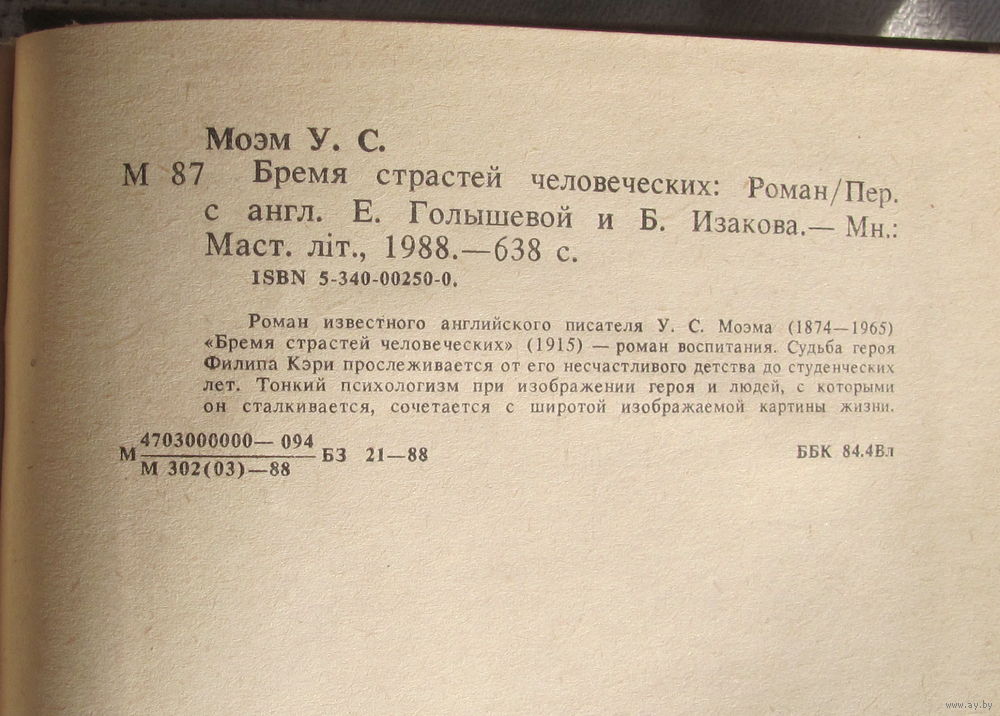 Моэм У. С.
М 87 Бремя страстей человеческих: Роман/Пер.
с англ. Е. Голышевой и Б. Изакова.— Мн.:
Маст. літ., 1988.—638 с.
ISBN 5-340-00250-0.
Роман известного английского писателя У. С. Моэма (1874—1965)
«Бремя страстей человеческих» (1915) — роман воспитания. Судьба героя
Филипа Кэри прослеживается от его несчастливого детства до студенческих
лет. Тонкий психологизм при изображении героя и людей, с которыми
он сталкивается, сочетается с широтой изображаемой картины жизни.
4703000000— 094
М БЗ 21—88 ББК 84.4Вл
М 302(03)—88
www.ay.by